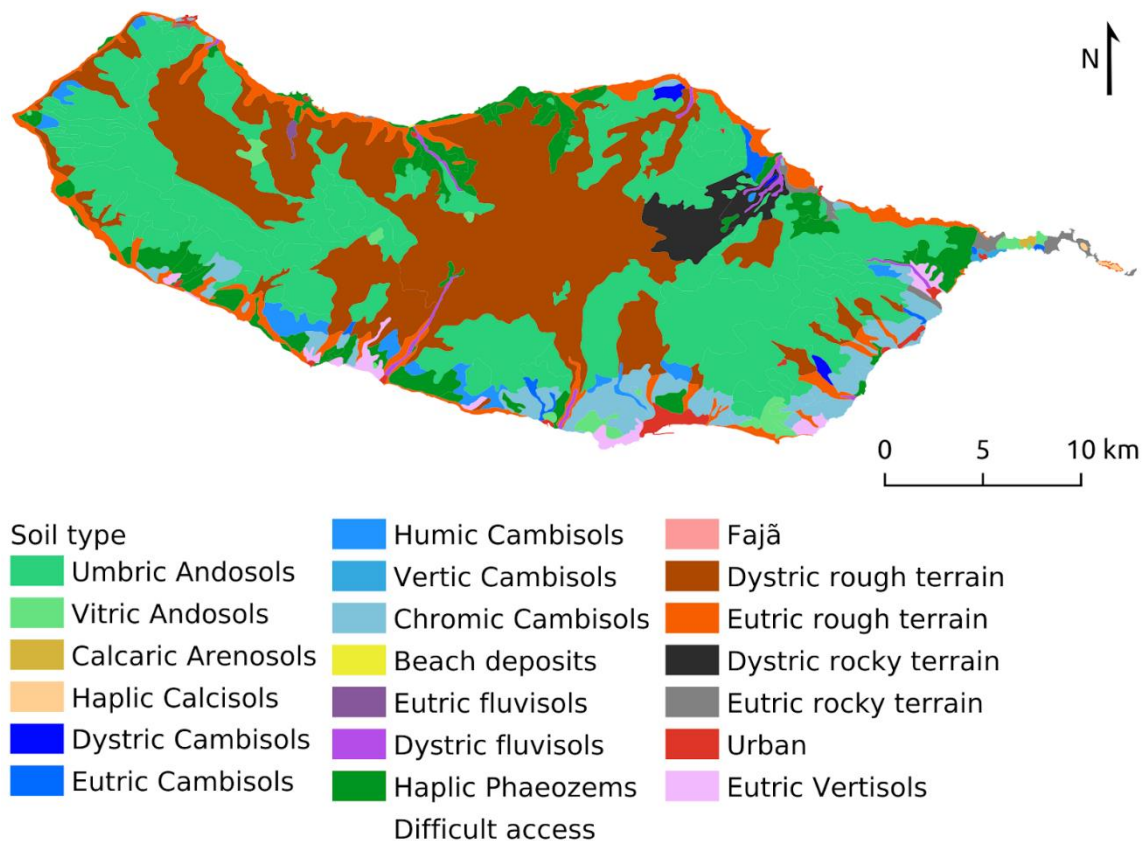 N
0 5 10 km
Soil type
Umbric Andosols
Vitric Andosols
Calcaric Arenosols
Haplic Calcisols
Dystric Cambisols
Eutric Cambisols
Humic Cambisols
Vertic Cambisols
Chromic Cambisols
Beach deposits
Eutric fluvisols
Dystric fluvisols
Haplic Phaeozems
Difficult access
Fajã
Dystric rough terrain
Eutric rough terrain
Dystric rocky terrain
Eutric rocky terrain
Urban
Eutric Vertisols